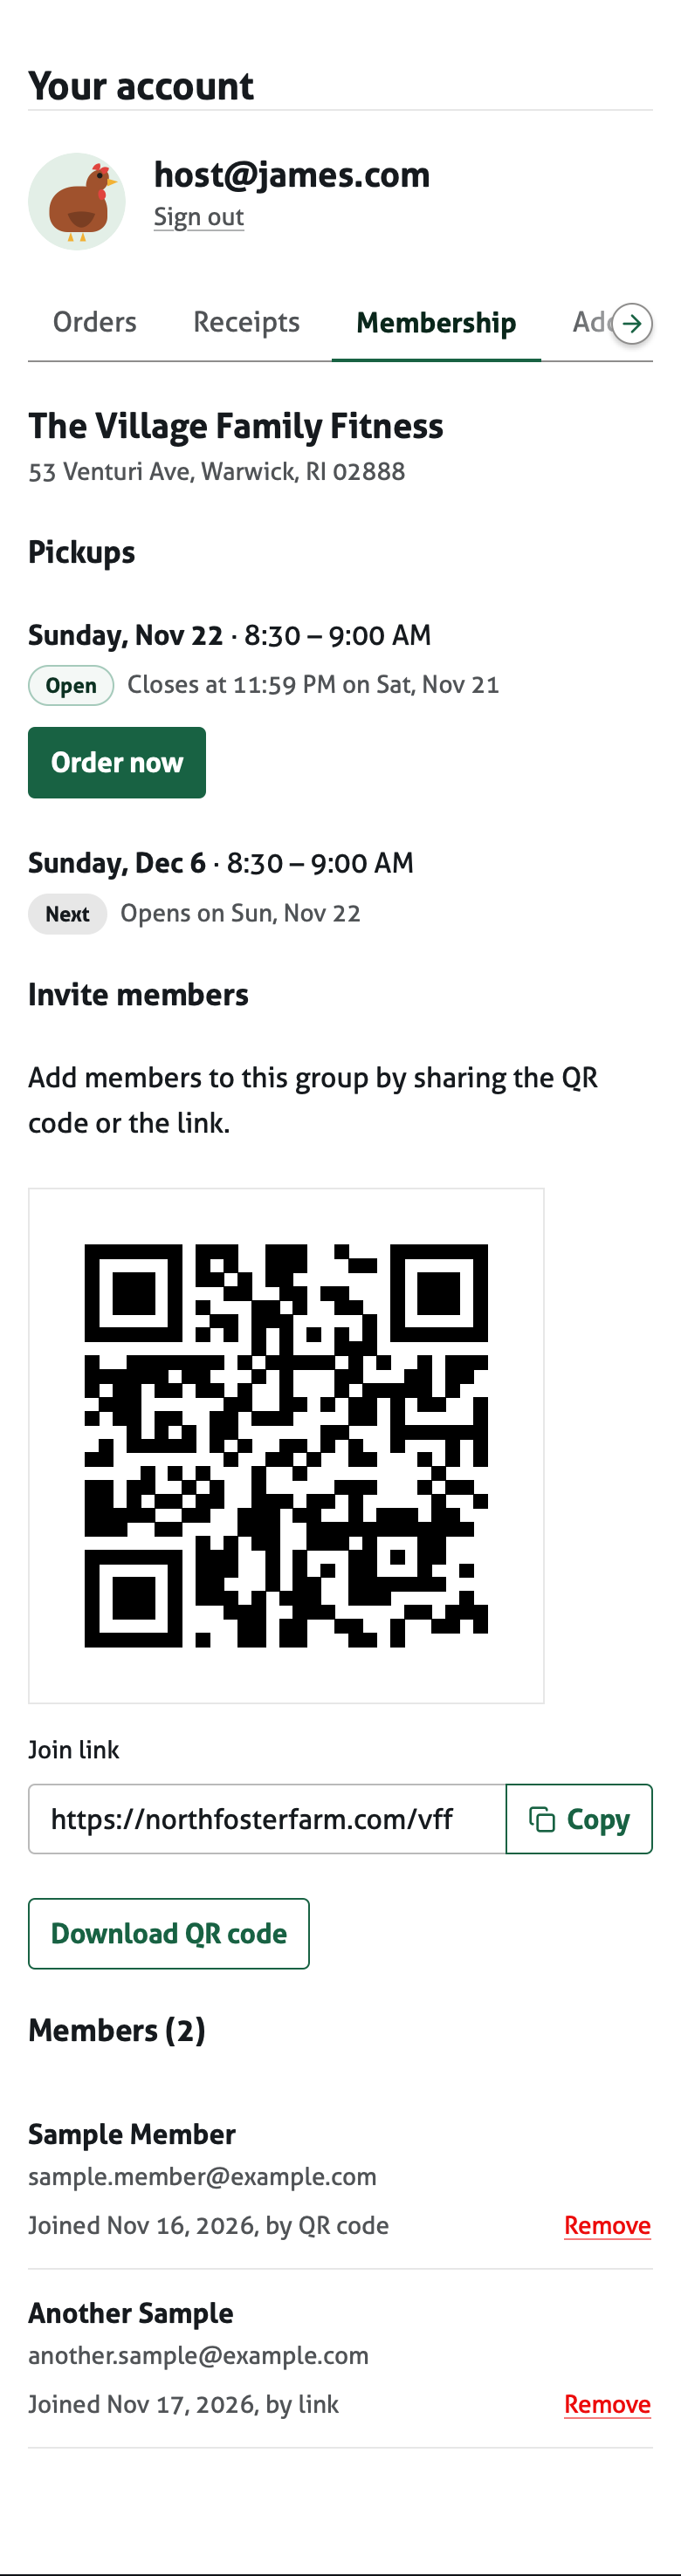 Your account
host@james.com
Sign out
Orders Receipts Membership
The Village Family Fitness
53 Venturi Ave, Warwick, RI 02888
Pickups
Sunday, Nov 22 · 8:30 – 9:00 AM
Open Closes at 11:59 PM on Sat, Nov 21
Order now
Sunday, Dec 6 · 8:30 – 9:00 AM
Next Opens on Sun, Nov 22
Invite members
Add members to this group by sharing the QR
code or the link.
Join link
https://northfosterfarm.com/vff Copy
Download QR code
Members (2)
Sample Member
sample.member@example.com
Joined Nov 16, 2026, by QR code Remove
Another Sample
another.sample@example.com
Joined Nov 17, 2026, by link Remove